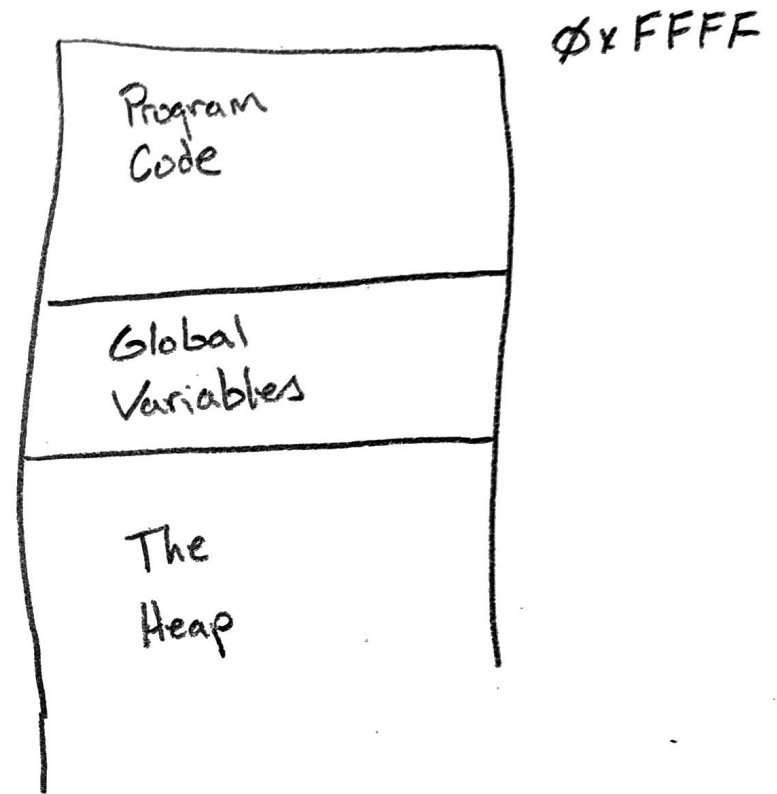 0xFFFF
Program
Code
Global
Variables
The
Heap